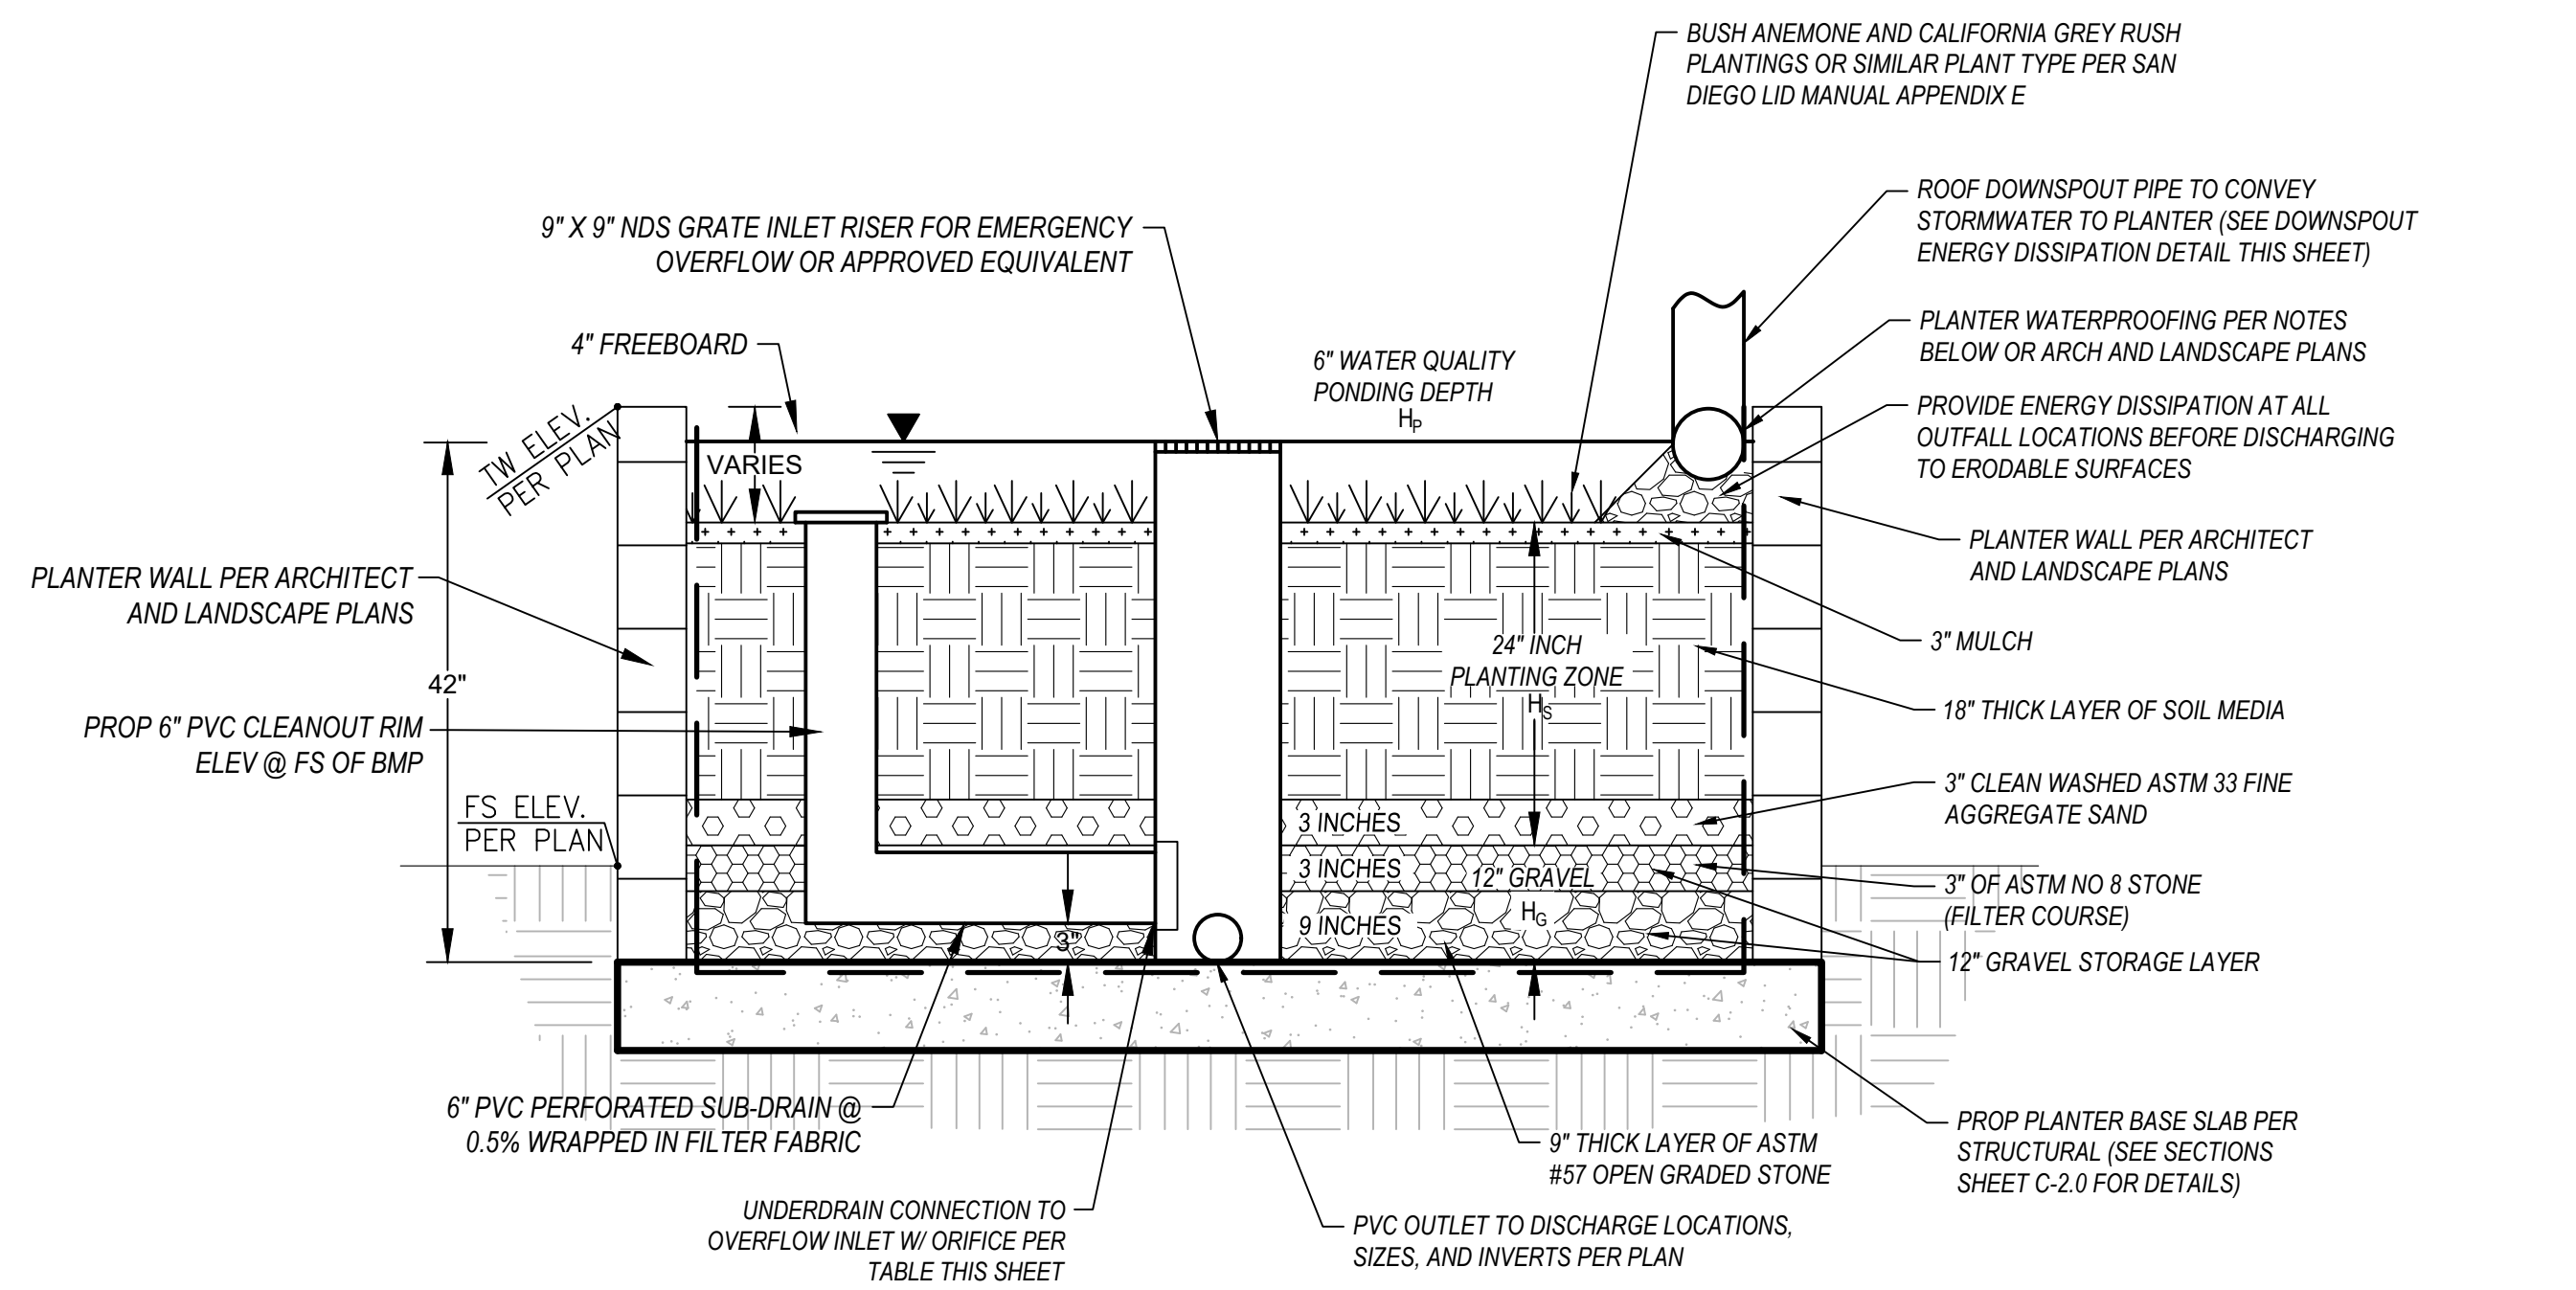 BUSH ANEMONE AND CALIFORNIA GREY RUSH
PLANTINGS OR SIMILAR PLANT TYPE PER SAN
DIEGO LID MANUAL APPENDIX E
9" X 9" NDS GRATE INLET RISER FOR EMERGENCY
OVERFLOW OR APPROVED EQUIVALENT
ROOF DOWNSPOUT PIPE TO CONVEY
STORMWATER TO PLANTER (SEE DOWNSPOUT
ENERGY DISSIPATION DETAIL THIS SHEET)
4" FREEBOARD
6" WATER QUALITY
PONDING DEPTH
HP
PLANTER WATERPROOFING PER NOTES
BELOW OR ARCH AND LANDSCAPE PLANS
PROVIDE ENERGY DISSIPATION AT ALL
OUTFALL LOCATIONS BEFORE DISCHARGING
TO ERODABLE SURFACES
TW ELEV.
PER PLAN
VARIES
PLANTER WALL PER ARCHITECT
AND LANDSCAPE PLANS
PLANTER WALL PER ARCHITECT
AND LANDSCAPE PLANS
3" MULCH
24" INCH
PLANTING ZONE
HS
42"
18" THICK LAYER OF SOIL MEDIA
PROP 6" PVC CLEANOUT RIM
ELEV @ FS OF BMP
3" CLEAN WASHED ASTM 33 FINE
AGGREGATE SAND
FS ELEV.
PER PLAN
3 INCHES
3 INCHES
9 INCHES
12" GRAVEL
HG
3"
3" OF ASTM NO 8 STONE
(FILTER COURSE)
12" GRAVEL STORAGE LAYER
6" PVC PERFORATED SUB-DRAIN @
0.5% WRAPPED IN FILTER FABRIC
9" THICK LAYER OF ASTM
#57 OPEN GRADED STONE
PROP PLANTER BASE SLAB PER
STRUCTURAL (SEE SECTIONS
SHEET C-2.0 FOR DETAILS)
UNDERDRAIN CONNECTION TO
OVERFLOW INLET W/ ORIFICE PER
TABLE THIS SHEET
PVC OUTLET TO DISCHARGE LOCATIONS,
SIZES, AND INVERTS PER PLAN